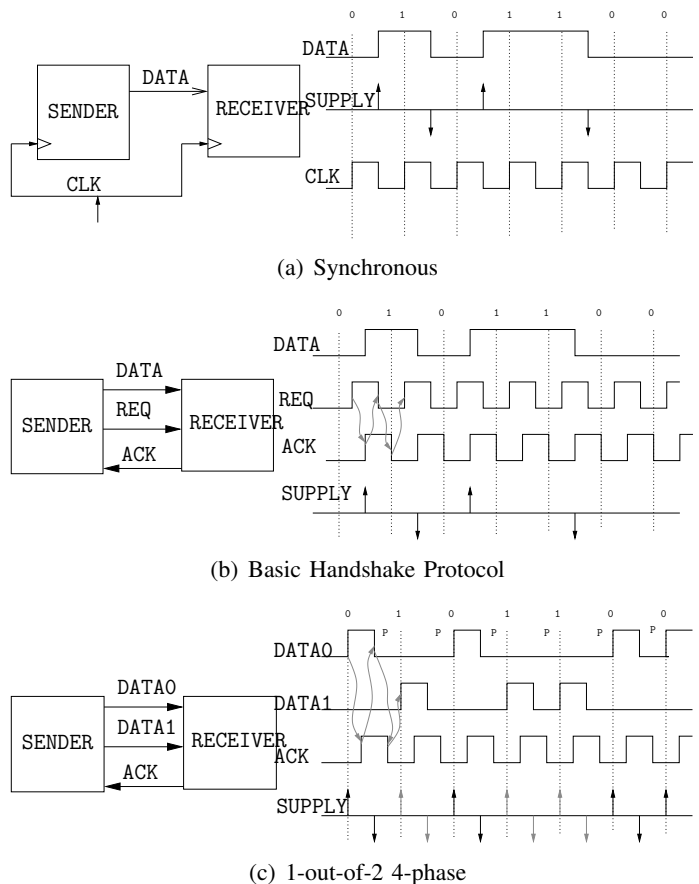 0 1 0 1 1 0 0
DATA
DATA
SENDER
RECEIVER
SUPPLY
CLK
CLK
(a) Synchronous
0 1 0 1 1 0 0
DATA
DATA
REQ
SENDER
REQ
RECEIVER
ACK
ACK
SUPPLY
(b) Basic Handshake Protocol
0 P 1 P 0 P 1 P 1 P 0 P 0
DATA0
DATA0
DATA1
SENDER
DATA1
RECEIVER
ACK
ACK
SUPPLY
(c) 1-out-of-2 4-phase